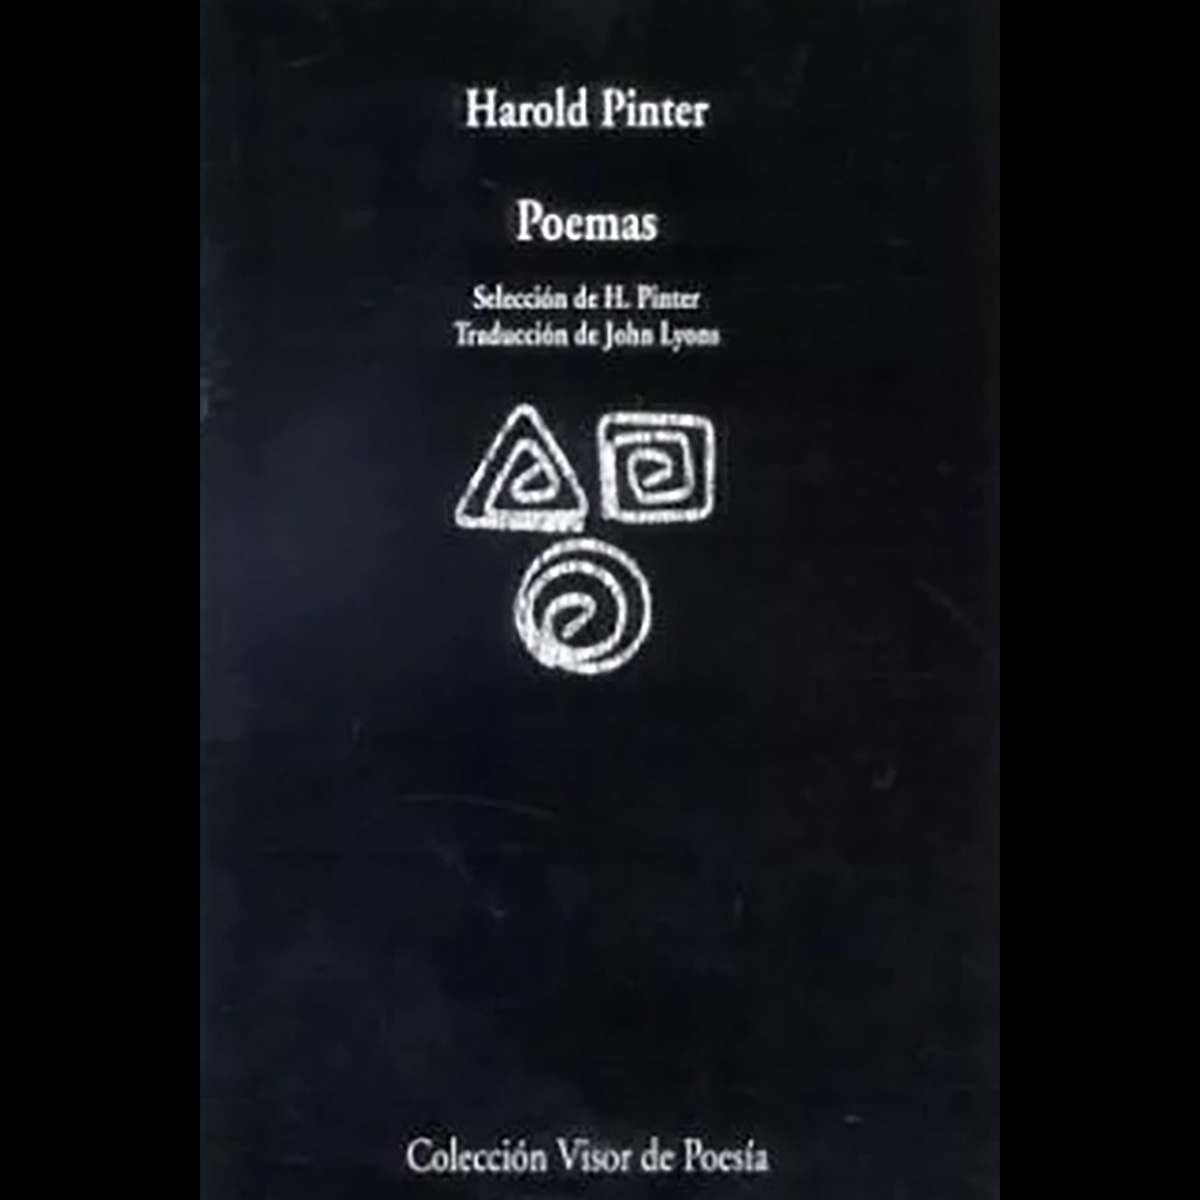 Harold Pinter
Poemas
Selección de H. Pinter
Traducción de John Lyons
Colección Visor de Poesía